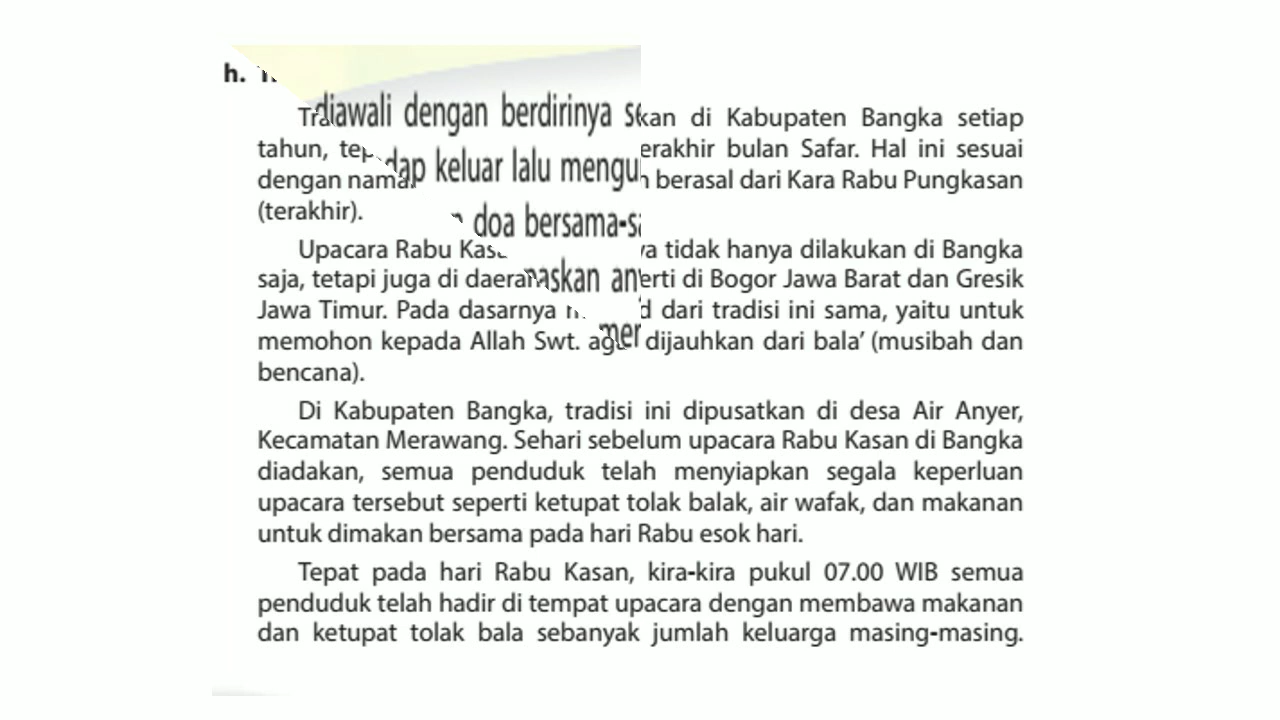 h.
diawali dengan berdirinya
kan di Kabupaten Bangka setiap
tahun, erakhir bulan Safar. Hal ini sesuai
dap keluar lalu mengu
dengan nama berasal dari Kara Rabu Pungkasan
(terakhir).
doa bersama-sa
Upacara Rabu Kas ya tidak hanya dilakukan di Bangka
saja, tetapi juga di daerah erti di Bogor Jawa Barat dan Gresik
naskan an
Jawa Timur. Pada dasarnya d dari tradisi ini sama, yaitu untuk
mer
memohon kepada Allah Swt. agar dijauhkan dari bala’ (musibah dan
bencana).
Di Kabupaten Bangka, tradisi ini dipusatkan di desa Air Anyer,
Kecamatan Merawang. Sehari sebelum upacara Rabu Kasan di Bangka
diadakan, semua penduduk telah menyiapkan segala keperluan
upacara tersebut seperti ketupat tolak balak, air wafak, dan makanan
untuk dimakan bersama pada hari Rabu esok hari.
Tepat pada hari Rabu Kasan, kira-kira pukul 07.00 WIB semua
penduduk telah hadir di tempat upacara dengan membawa makanan
dan ketupat tolak bala sebanyak jumlah keluarga masing-masing.